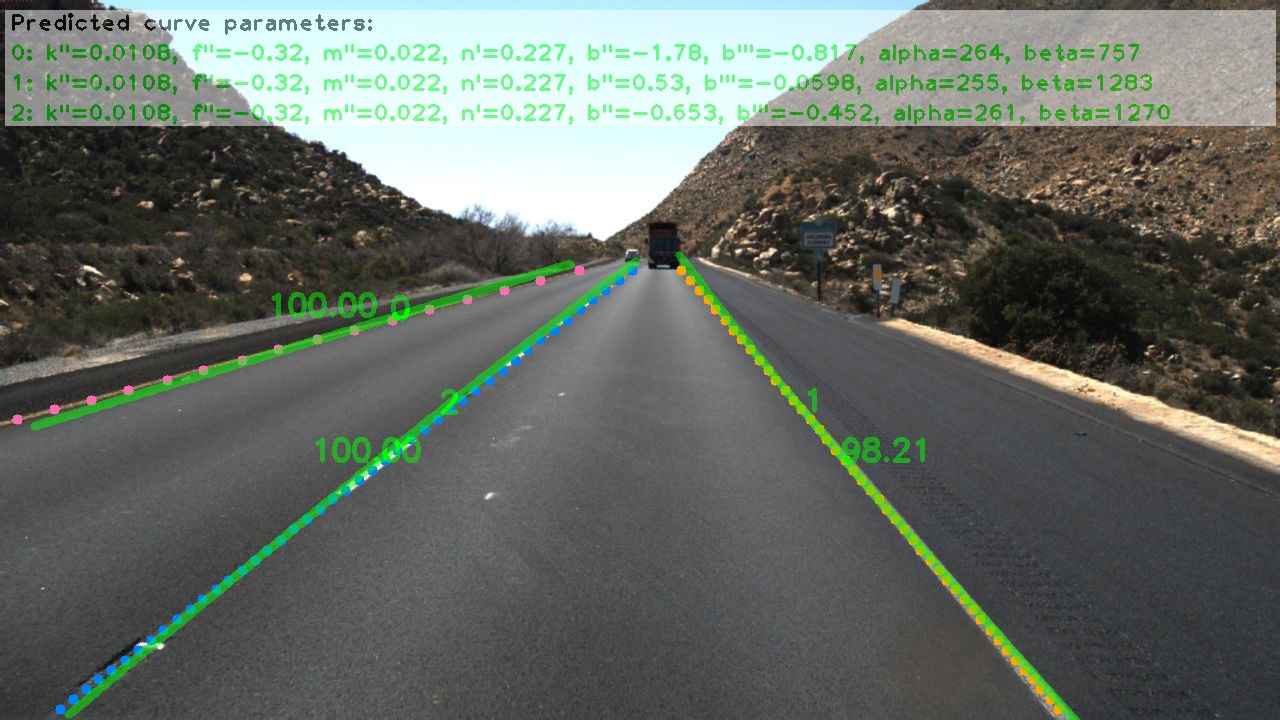 Predicted curve parameters:
0: k''=0.0108, f''=-0.32, m''=0.022, n'=0.227, b''=-1.78, b'''=-0.817, alpha=264, beta=757
1: k''=0.0108, f''=-0.32, m''=0.022, n'=0.227, b''=0.53, b'''=-0.0598, alpha=255, beta=1283
2: k''=0.0108, f''=-0.32, m''=0.022, n'=0.227, b''=-0.653, b'''=-0.452, alpha=261, beta=1270
100.00 0
2 1
100.00 98.21